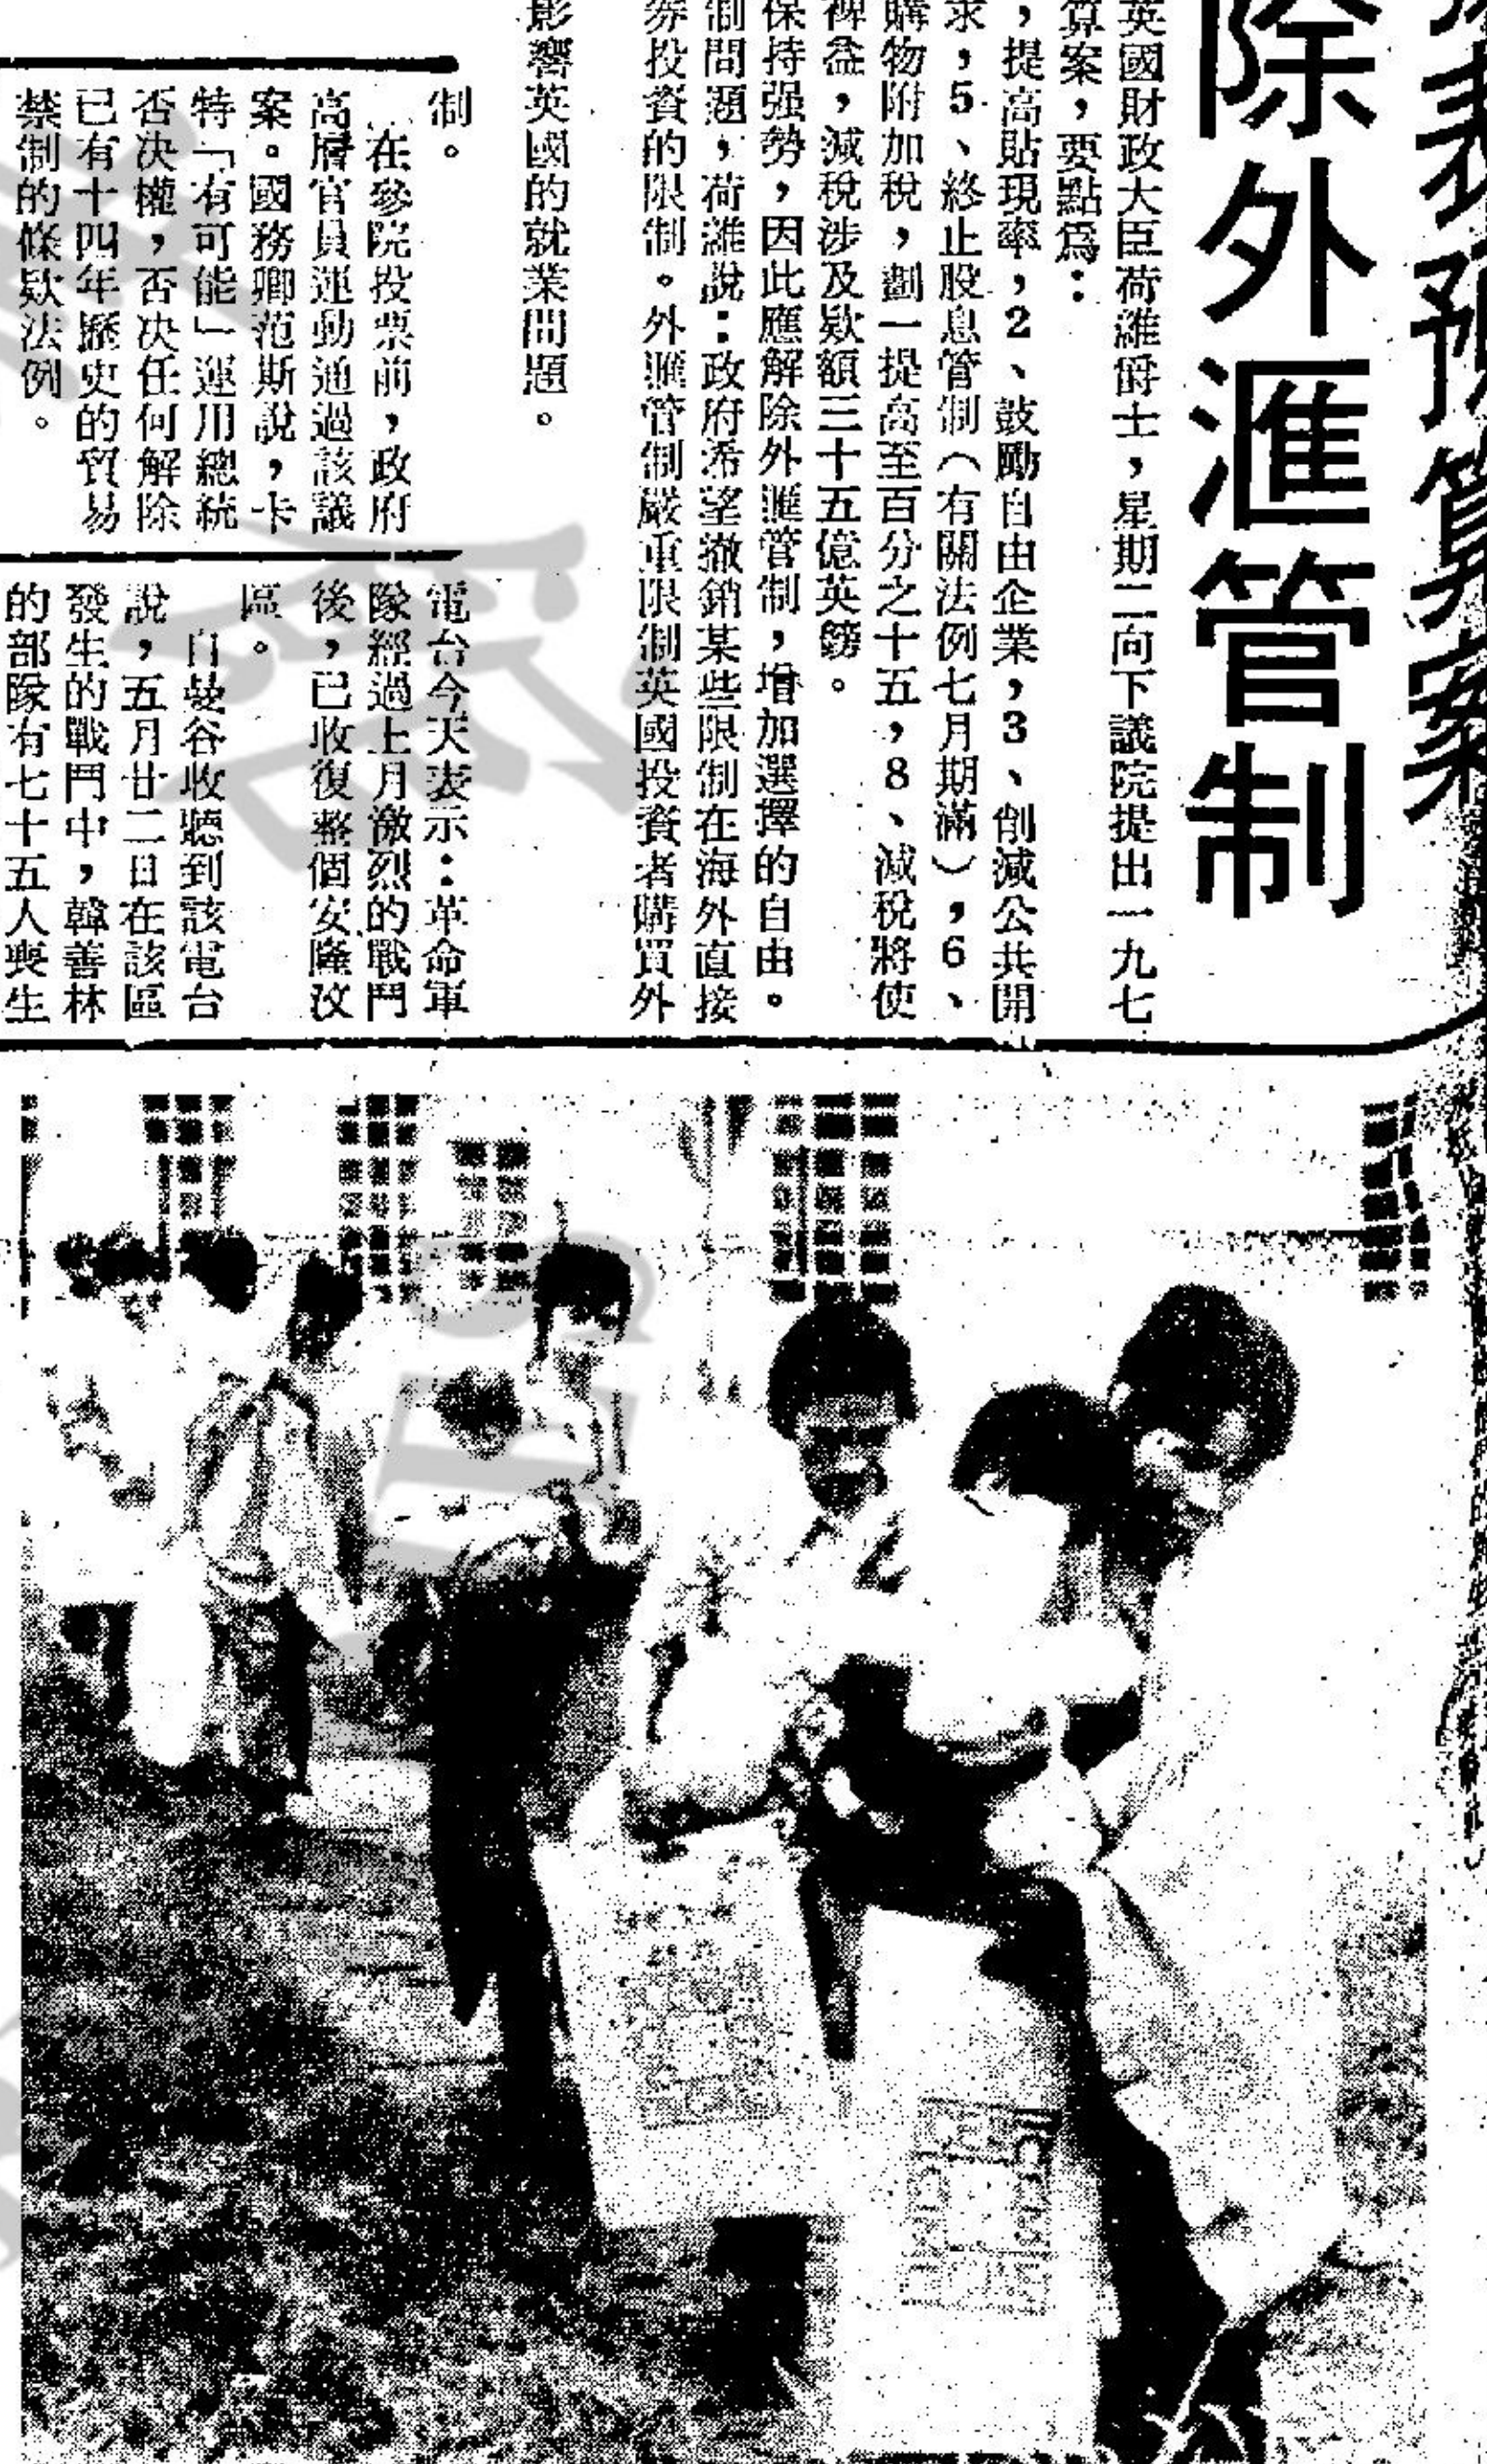 表預算案
除外滙管制
英國財政大臣荷維爵士，星期二向下議院提出一九七
算案，要點爲：
，提高貼現率，2、鼓勵自由企業，3、削減公共開
求，5、終止股息管制（有關法例七月期滿），6、
購物附加稅，劃一提高至百分之十五，8、減稅將使
裨益，減稅涉及欵額三十五億英鎊。
保持强勢，因此應解除外滙管制，增加選擇的自由。
制問題，荷維說：政府希望撤銷某些限制在海外直接
券投資的限制。外滙管制嚴重限制英國投資者購買外
影響英國的就業問題。
制。
在參院投票前，政府
高層官員運動通過該議
案。國務卿范斯說，卡
特「有可能」運用總統
否决權，否决任何解除
已有十四年歷史的貿易
禁制的條欵法例。
電台今天表示：革命軍
隊經過上月激烈的戰鬥
後，已收復整個安隆汶
區。
自曼谷收聽到該電台
說，五月廿二日在該區
發生的戰鬥中，韓善林
的部隊有七十五人喪生